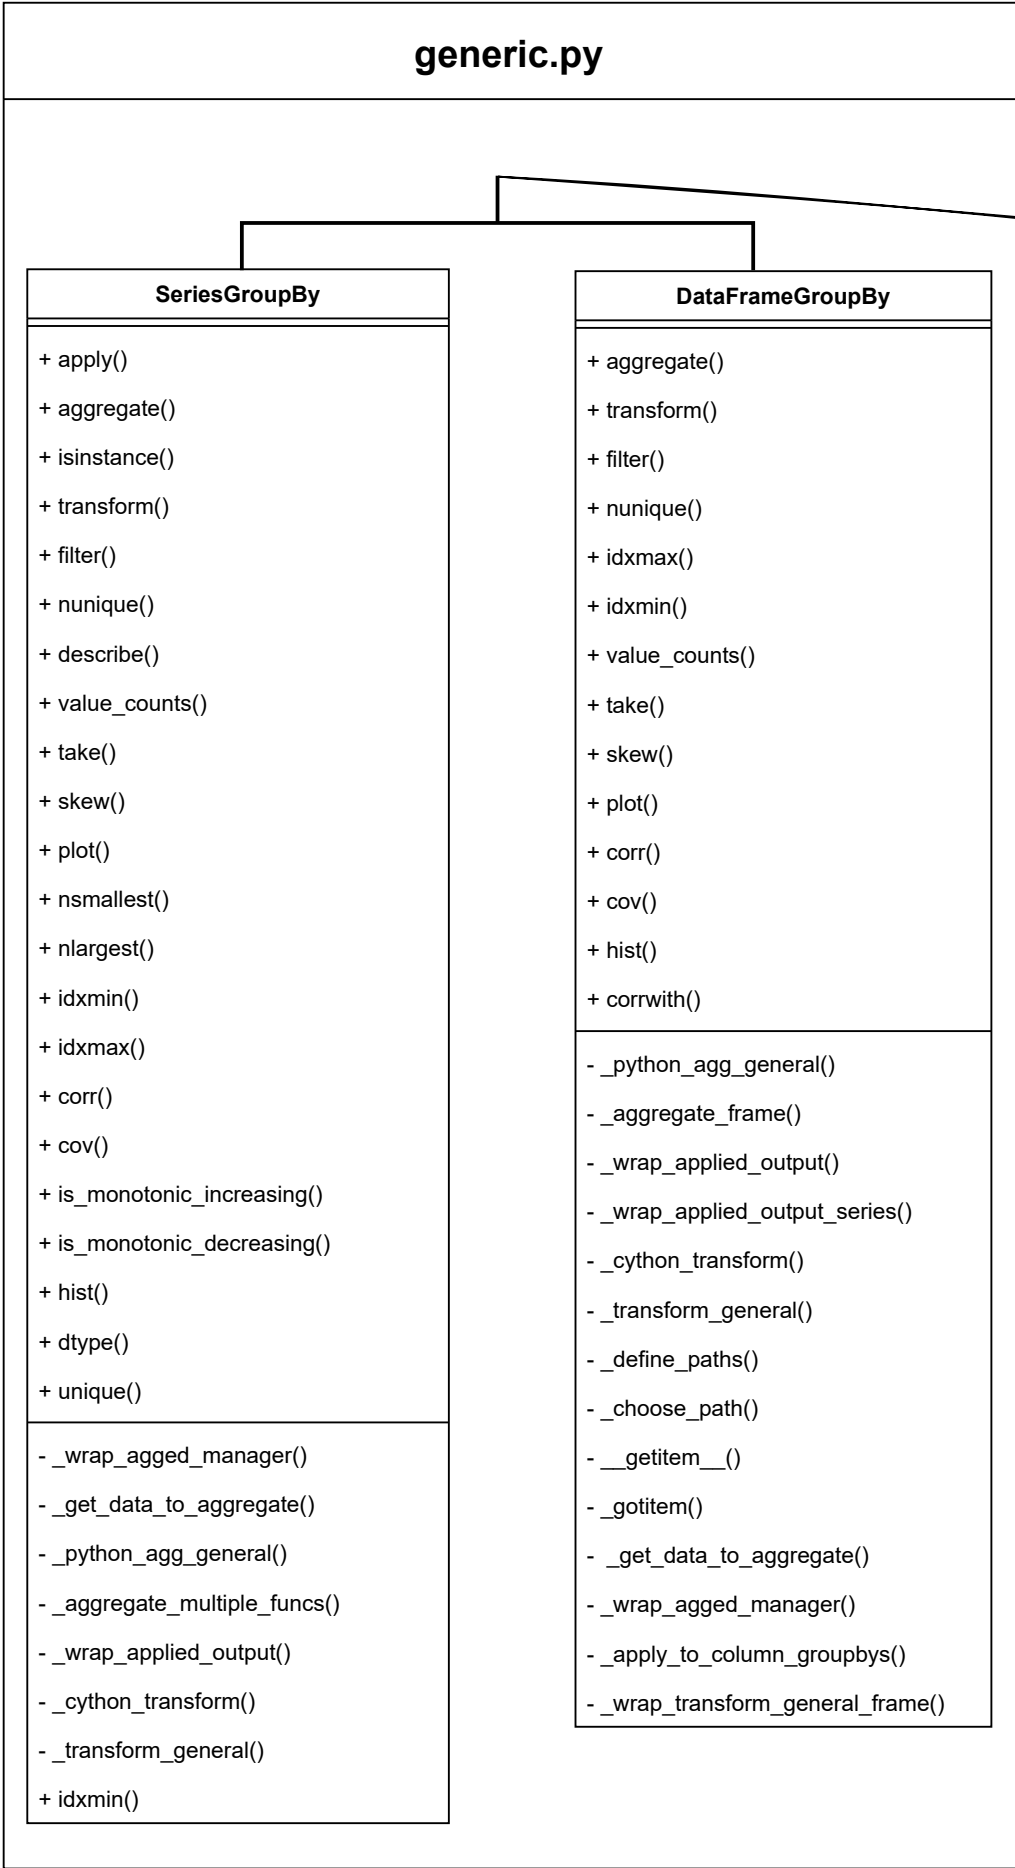 generic.py
SeriesGroupBy
+ apply()
+ aggregate()
+ isinstance()
+ transform()
+ filter()
+ nunique()
+ describe()
+ value_counts()
+ take()
+ skew()
+ plot()
+ nsmallest()
+ nlargest()
+ idxmin()
+ idxmax()
+ corr()
+ cov()
+ is_monotonic_increasing()
+ is_monotonic_decreasing()
+ hist()
+ dtype()
+ unique()
- _wrap_agged_manager()
- _get_data_to_aggregate()
- _python_agg_general()
- _aggregate_multiple_funcs()
- _wrap_applied_output()
- _cython_transform()
- _transform_general()
+ idxmin()
DataFrameGroupBy
+ aggregate()
+ transform()
+ filter()
+ nunique()
+ idxmax()
+ idxmin()
+ value_counts()
+ take()
+ skew()
+ plot()
+ corr()
+ cov()
+ hist()
+ corrwith()
- _python_agg_general()
- _aggregate_frame()
- _wrap_applied_output()
- _wrap_applied_output_series()
- _cython_transform()
- _transform_general()
- _define_paths()
- _choose_path()
- __getitem__()
- _gotitem()
- _get_data_to_aggregate()
- _wrap_agged_manager()
- _apply_to_column_groupbys()
- _wrap_transform_general_frame()